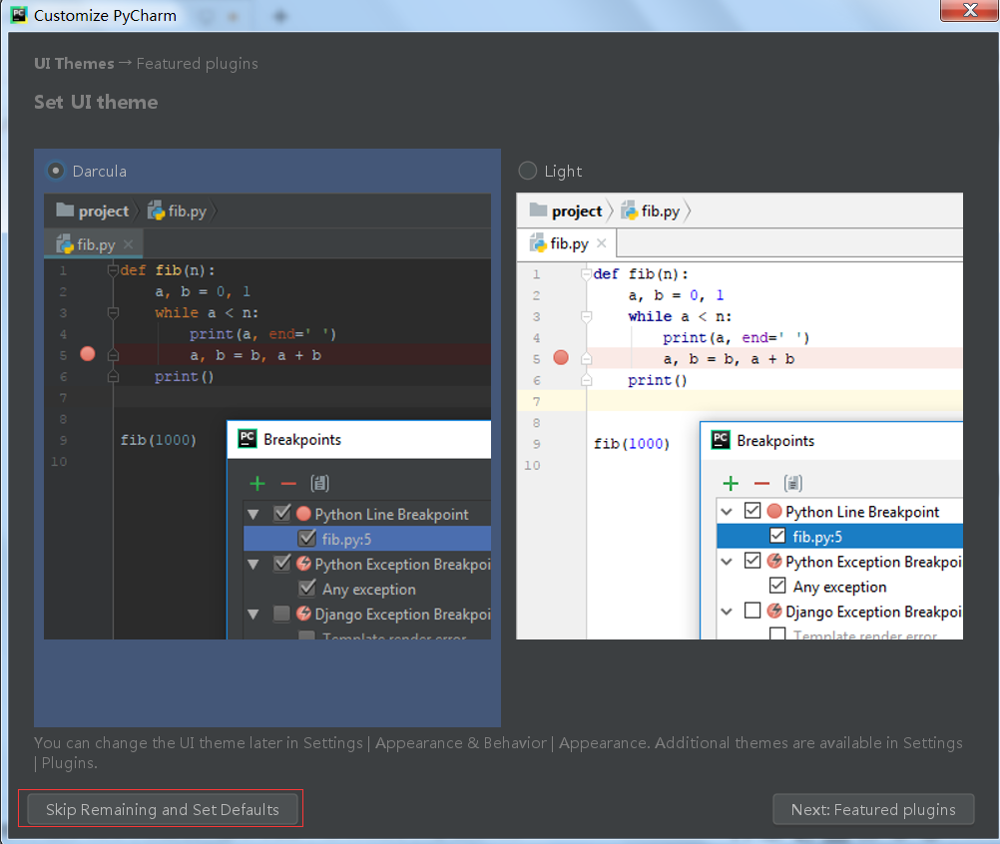 PC Customize PyCharm
UI Themes → Featured plugins
Set UI theme
Darcula
project fib.py
fib.py
1 def fib(n):
2 a, b = 0, 1
3 while a < n:
4 print(a, end=' ')
5 a, b = b, a + b
6 print()
7
8
9 fib(1000)
10
PC Breakpoints
Python Line Breakpoint
fib.py:5
Python Exception Breakpoi
Any exception
Django Exception Breakpoi
Template render error
Light
project fib.py
fib.py
1 def fib(n):
2 a, b = 0, 1
3 while a < n:
4 print(a, end=' ')
5 a, b = b, a + b
6 print()
7
8
9 fib(1000)
10
PC Breakpoints
Python Line Breakpoint
fib.py:5
Python Exception Breakpoi
Any exception
Django Exception Breakpoi
Template render error
You can change the UI theme later in Settings | Appearance & Behavior | Appearance. Additional themes are available in Settings
| Plugins.
Skip Remaining and Set Defaults
Next: Featured plugins